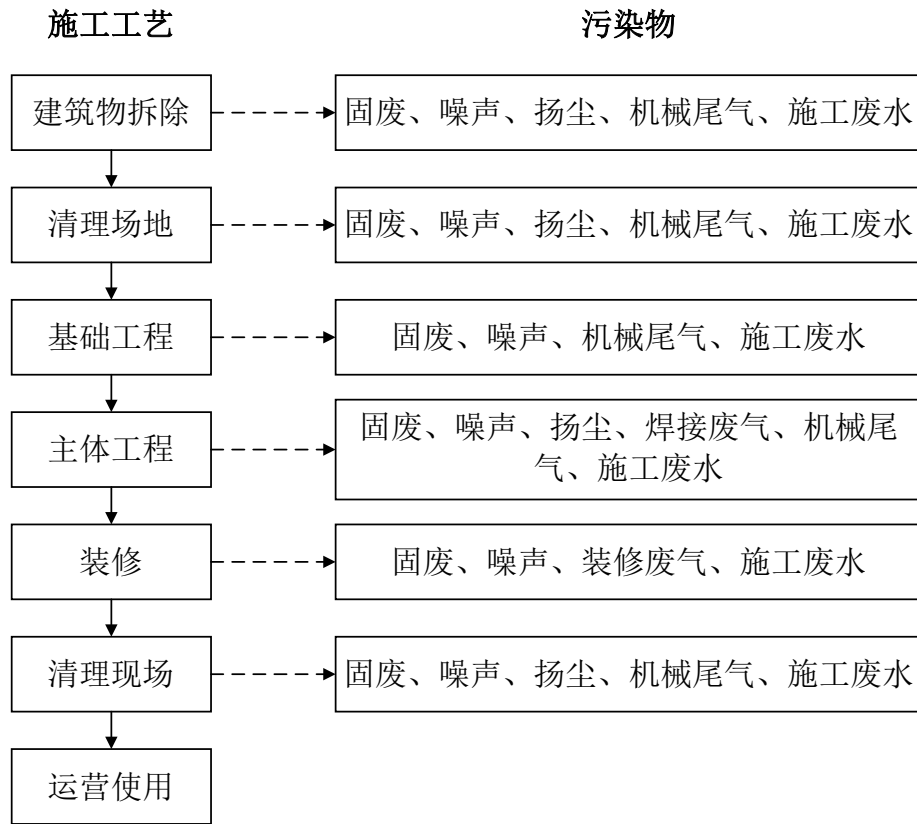 施工工艺
污染物
建筑物拆除
固废、噪声、扬尘、机械尾气、施工废水
清理场地
固废、噪声、扬尘、机械尾气、施工废水
基础工程
固废、噪声、机械尾气、施工废水
主体工程
固废、噪声、扬尘、焊接废气、机械尾
气、施工废水
装修
固废、噪声、装修废气、施工废水
清理现场
固废、噪声、扬尘、机械尾气、施工废水
运营使用